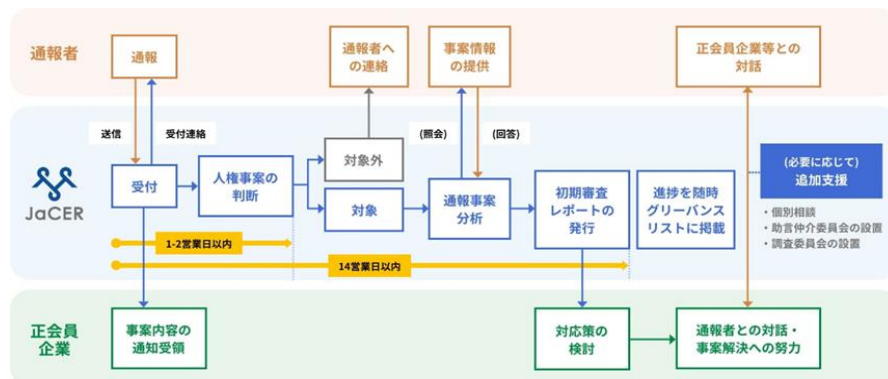 通報者
通報
通報者へ
の連絡
事案情報
の提供
正会員企業等との
対話
送信
受付連絡
(照会)
(回答)
JaCER
受付
人権事案の
判断
対象外
対象
通報事案
分析
初期審査
レポートの
発行
進捗を随時
グリーバンス
リストに掲載
(必要に応じて)
追加支援
・個別相談
・助言仲介委員会の設置
・調査委員会の設置
1-2営業日以内
14営業日以内
正会員
企業
事案内容の
通知受領
対応策の
検討
通報者との対話・
事案解決への努力